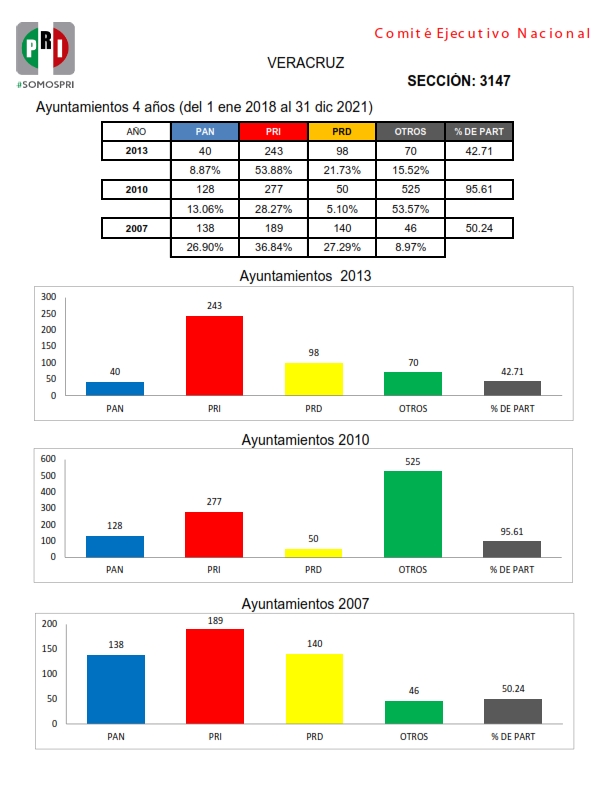 Comité Ejecutivo Nacional
PRI
#SOMOSPRI
VERACRUZ
SECCIÓN: 3147
Ayuntamientos 4 años (del 1 ene 2018 al 31 dic 2021)
AÑO PAN PRI PRD OTROS % DE PART
2013 40 243 98 70 42.71
8.87% 53.88% 21.73% 15.52%
2010 128 277 50 525 95.61
13.06% 28.27% 5.10% 53.57%
2007 138 189 140 46 50.24
26.90% 36.84% 27.29% 8.97%
Ayuntamientos 2013
300
250
200
150
100
50
0
40 243 98 70 42.71
PAN PRI PRD OTROS % DE PART
Ayuntamientos 2010
600
500
400
300
200
100
0
128 277 50 525 95.61
PAN PRI PRD OTROS % DE PART
Ayuntamientos 2007
200
150
100
50
0
138 189 140 46 50.24
PAN PRI PRD OTROS % DE PART